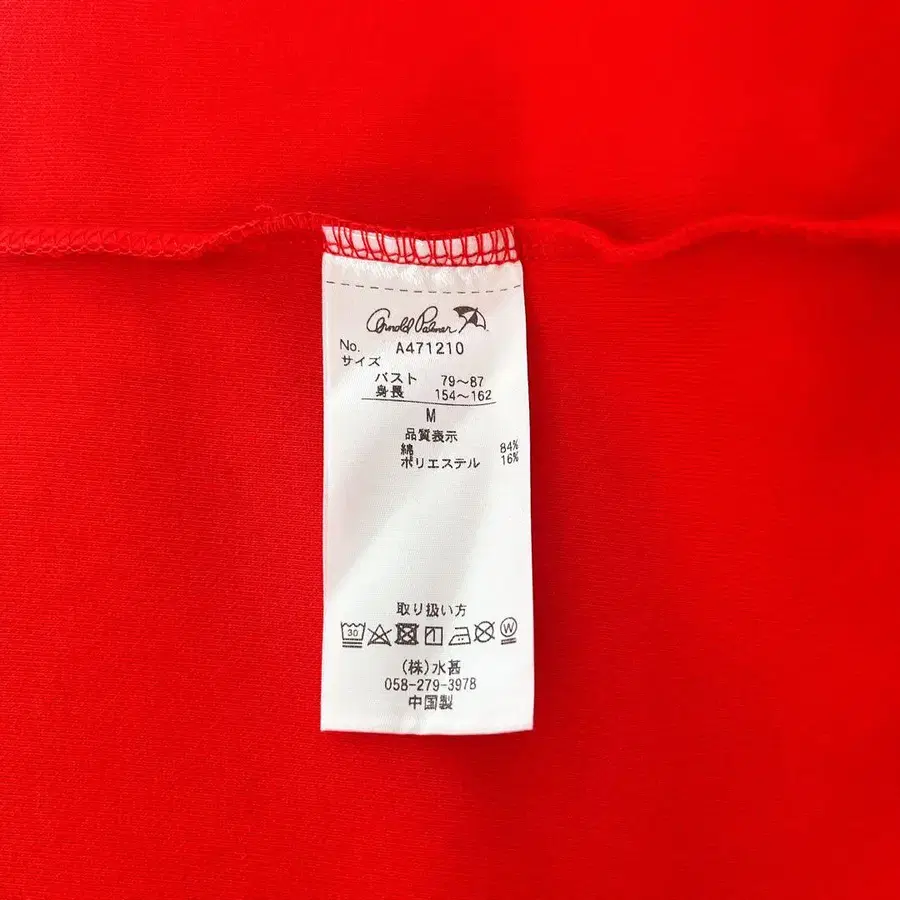 Arnold Palmer
No. A471210
サイズ
バスト 79〜87
身長 154〜162
M
品質表示
綿 84%
ポリエステル 16%
取り扱い方
30 W
(株)水甚
058-279-3978
中国製